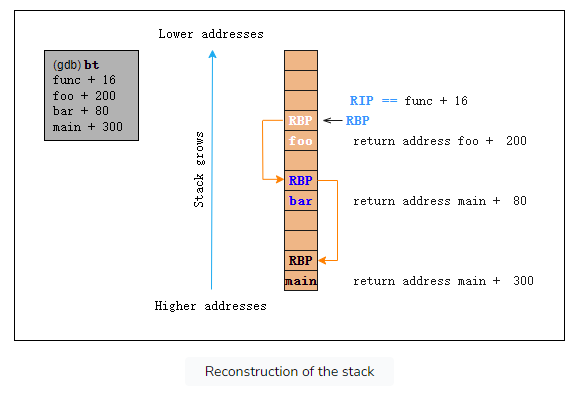 Lower addresses
(gdb) bt
func + 16
foo + 200
bar + 80
main + 300
Stack grows
RIP == func + 16
RBP
RBP
foo
return address foo + 200
RBP
bar
return address main + 80
RBP
main
return address main + 300
Higher addresses
Reconstruction of the stack